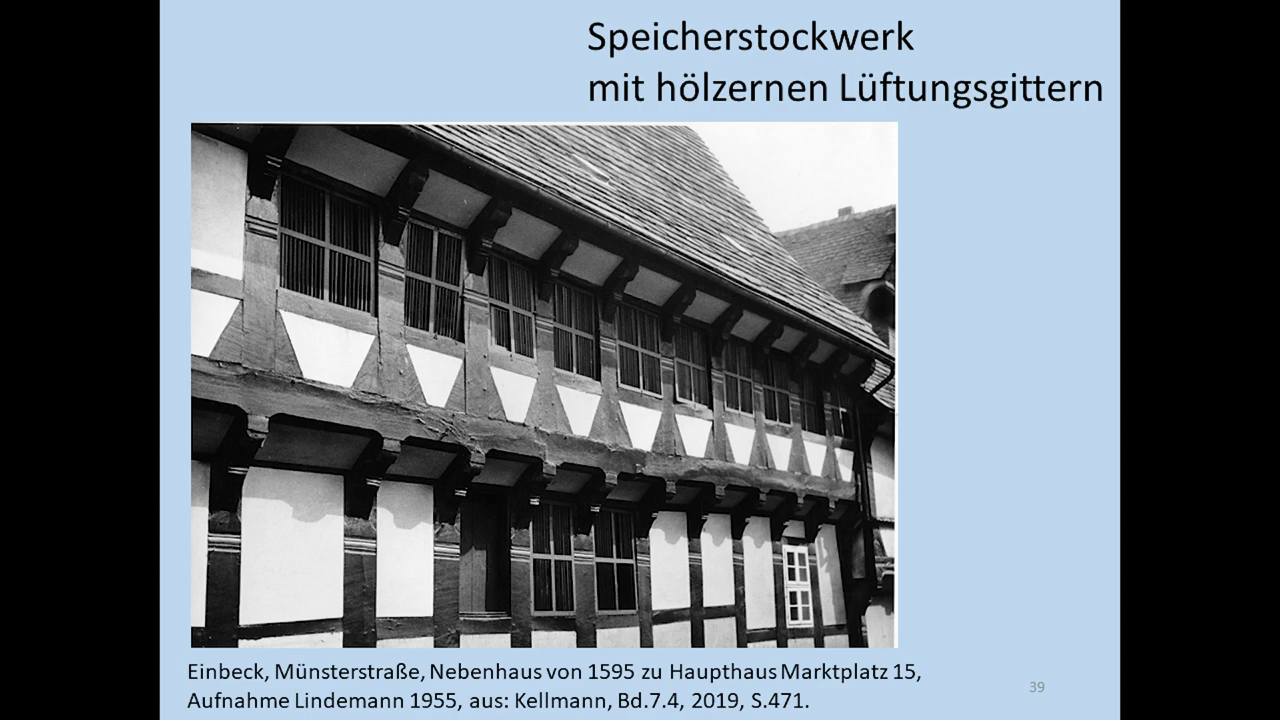 Speicherstockwerk
mit hölzernen Lüftungsgittern
Einbeck, Münsterstraße, Nebenhaus von 1595 zu Haupthaus Marktplatz 15,
Aufnahme Lindemann 1955, aus: Kellmann, Bd.7.4, 2019, S.471.
39